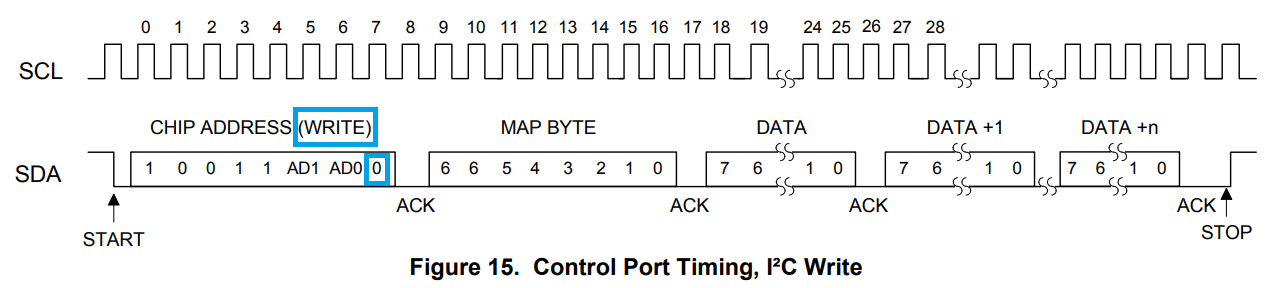 0 1 2 3 4 5 6 7 8 9 10 11 12 13 14 15 16 17 18 19 24 25 26 27 28
SCL
CHIP ADDRESS (WRITE) MAP BYTE DATA DATA +1 DATA +n
SDA 1 0 0 1 1 AD1 AD0 0 6 6 5 4 3 2 1 0 7 6 1 0 7 6 1 0 7 6 1 0
ACK ACK ACK ACK
START STOP
Figure 15. Control Port Timing, I²C Write